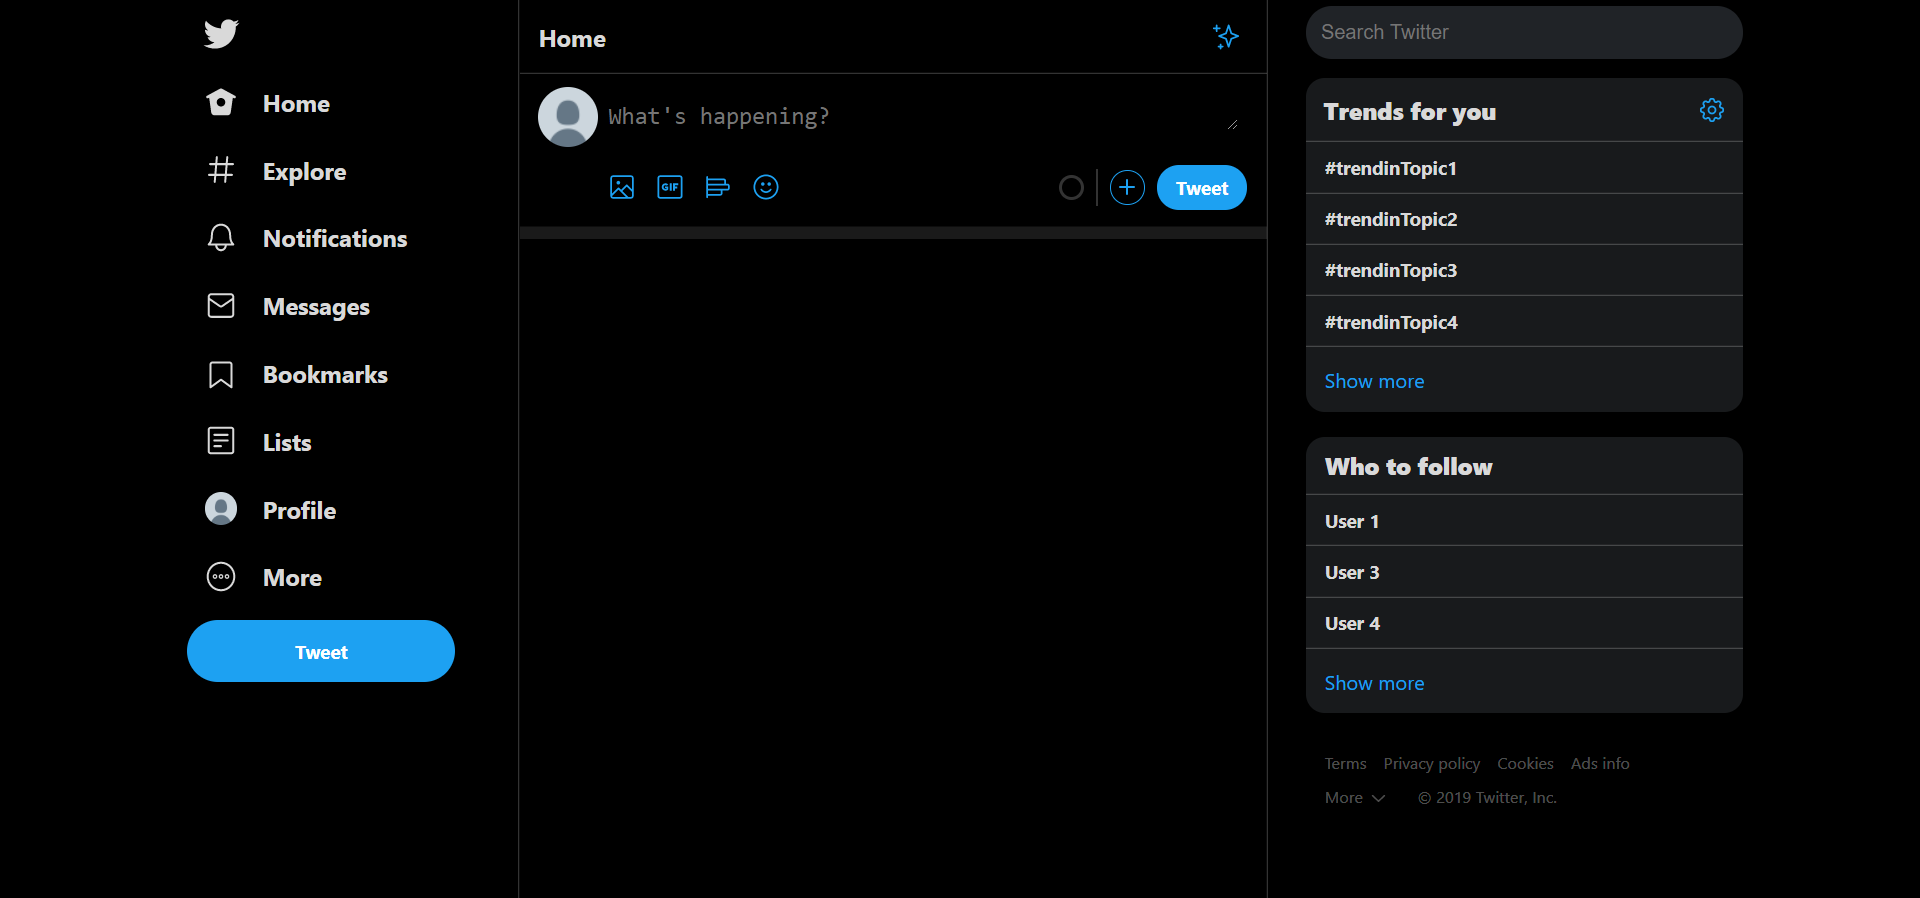 Home
Explore
Notifications
Messages
Bookmarks
Lists
Profile
More
Tweet
Home
What's happening?
GIF
Tweet
Search Twitter
Trends for you
#trendinTopic1
#trendinTopic2
#trendinTopic3
#trendinTopic4
Show more
Who to follow
User 1
User 3
User 4
Show more
Terms Privacy policy Cookies Ads info
More © 2019 Twitter, Inc.